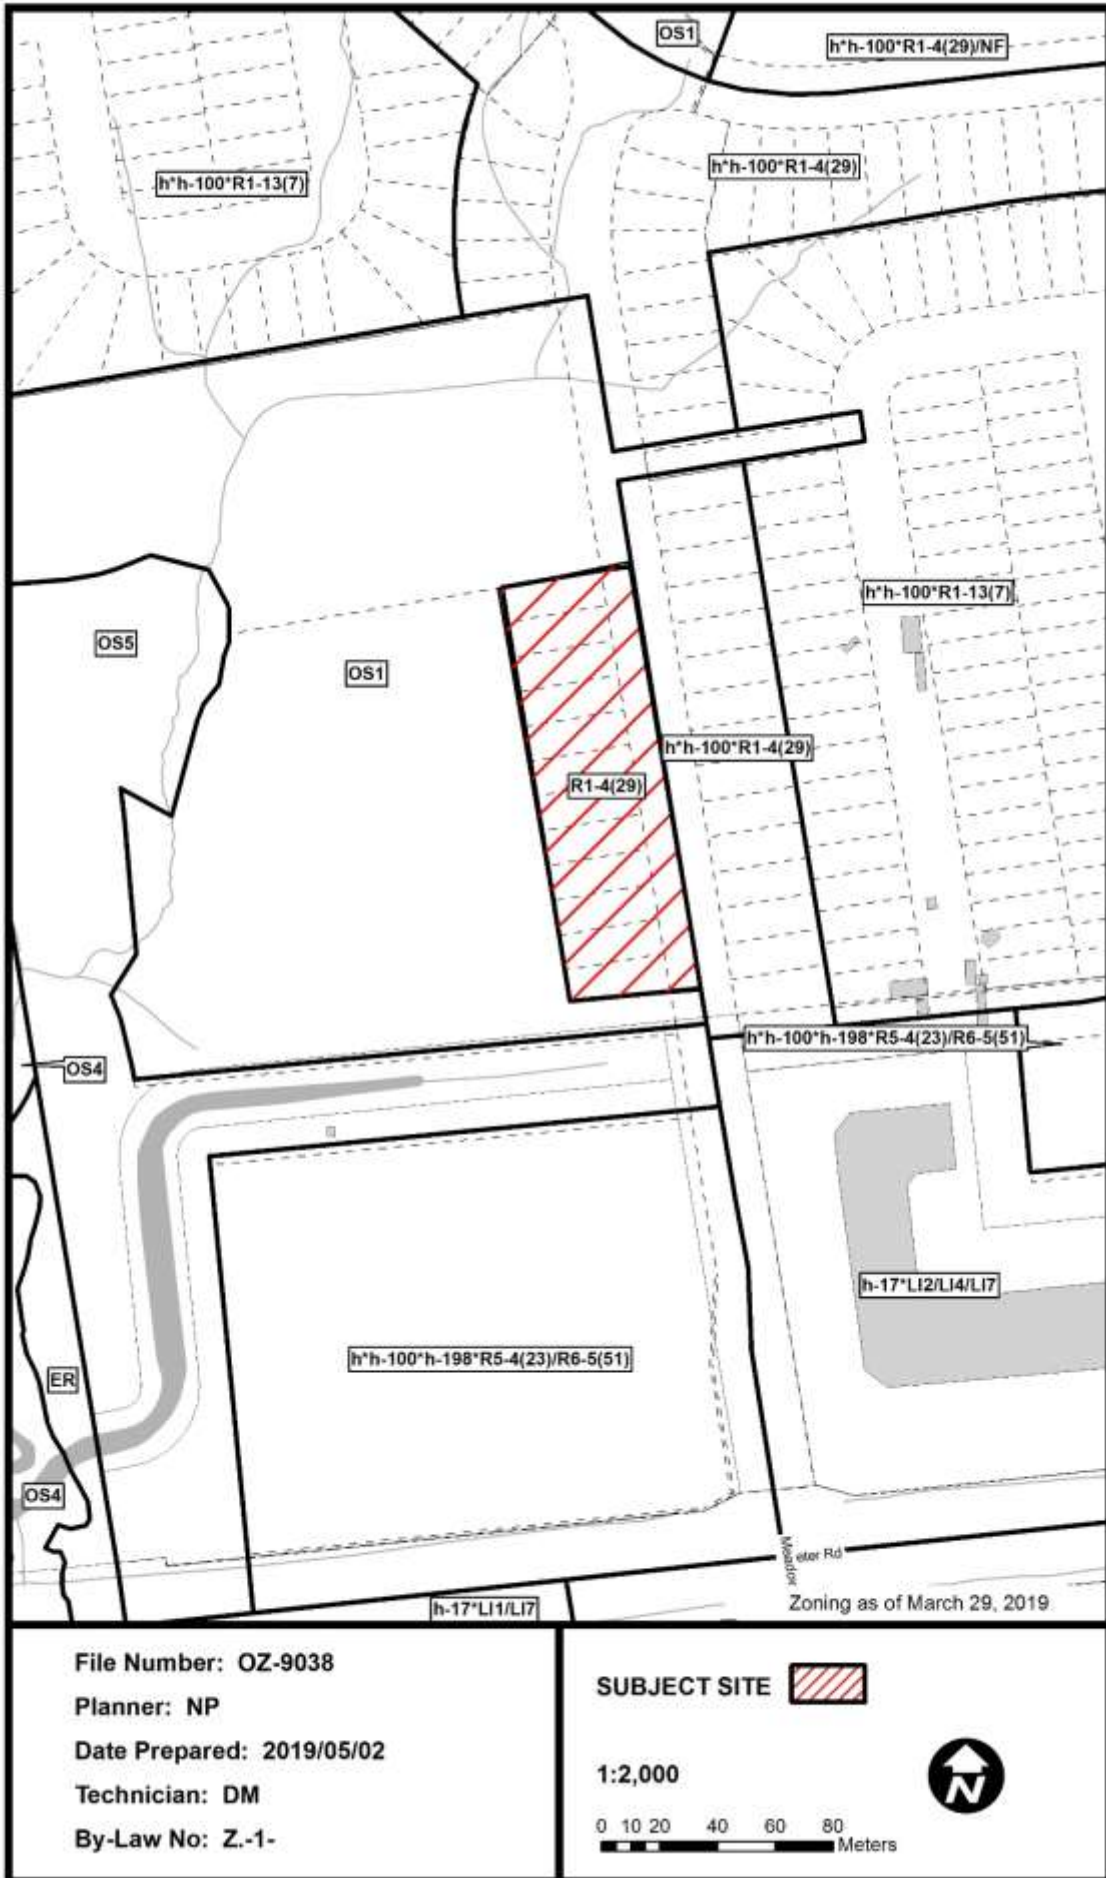 OS1
h*h-100*R1-4(29)/NF
h*h-100*R1-4(29)
h*h-100*R1-13(7)
h*h-100*R1-13(7)
OS5
OS1
h*h-100*R1-4(29)
R1-4(29)
h*h-100*h-198*R5-4(23)/R6-5(51)
OS4
h-17*LI2/LI4/LI7
h*h-100*h-198*R5-4(23)/R6-5(51)
ER
OS4
eter Rd
h-17*LI1/LI7
Zoning as of March 29, 2019
File Number: OZ-9038
Planner: NP
Date Prepared: 2019/05/02
Technician: DM
By-Law No: Z.-1-
SUBJECT SITE
1:2,000
N
0 10 20 40 60 80
Meters